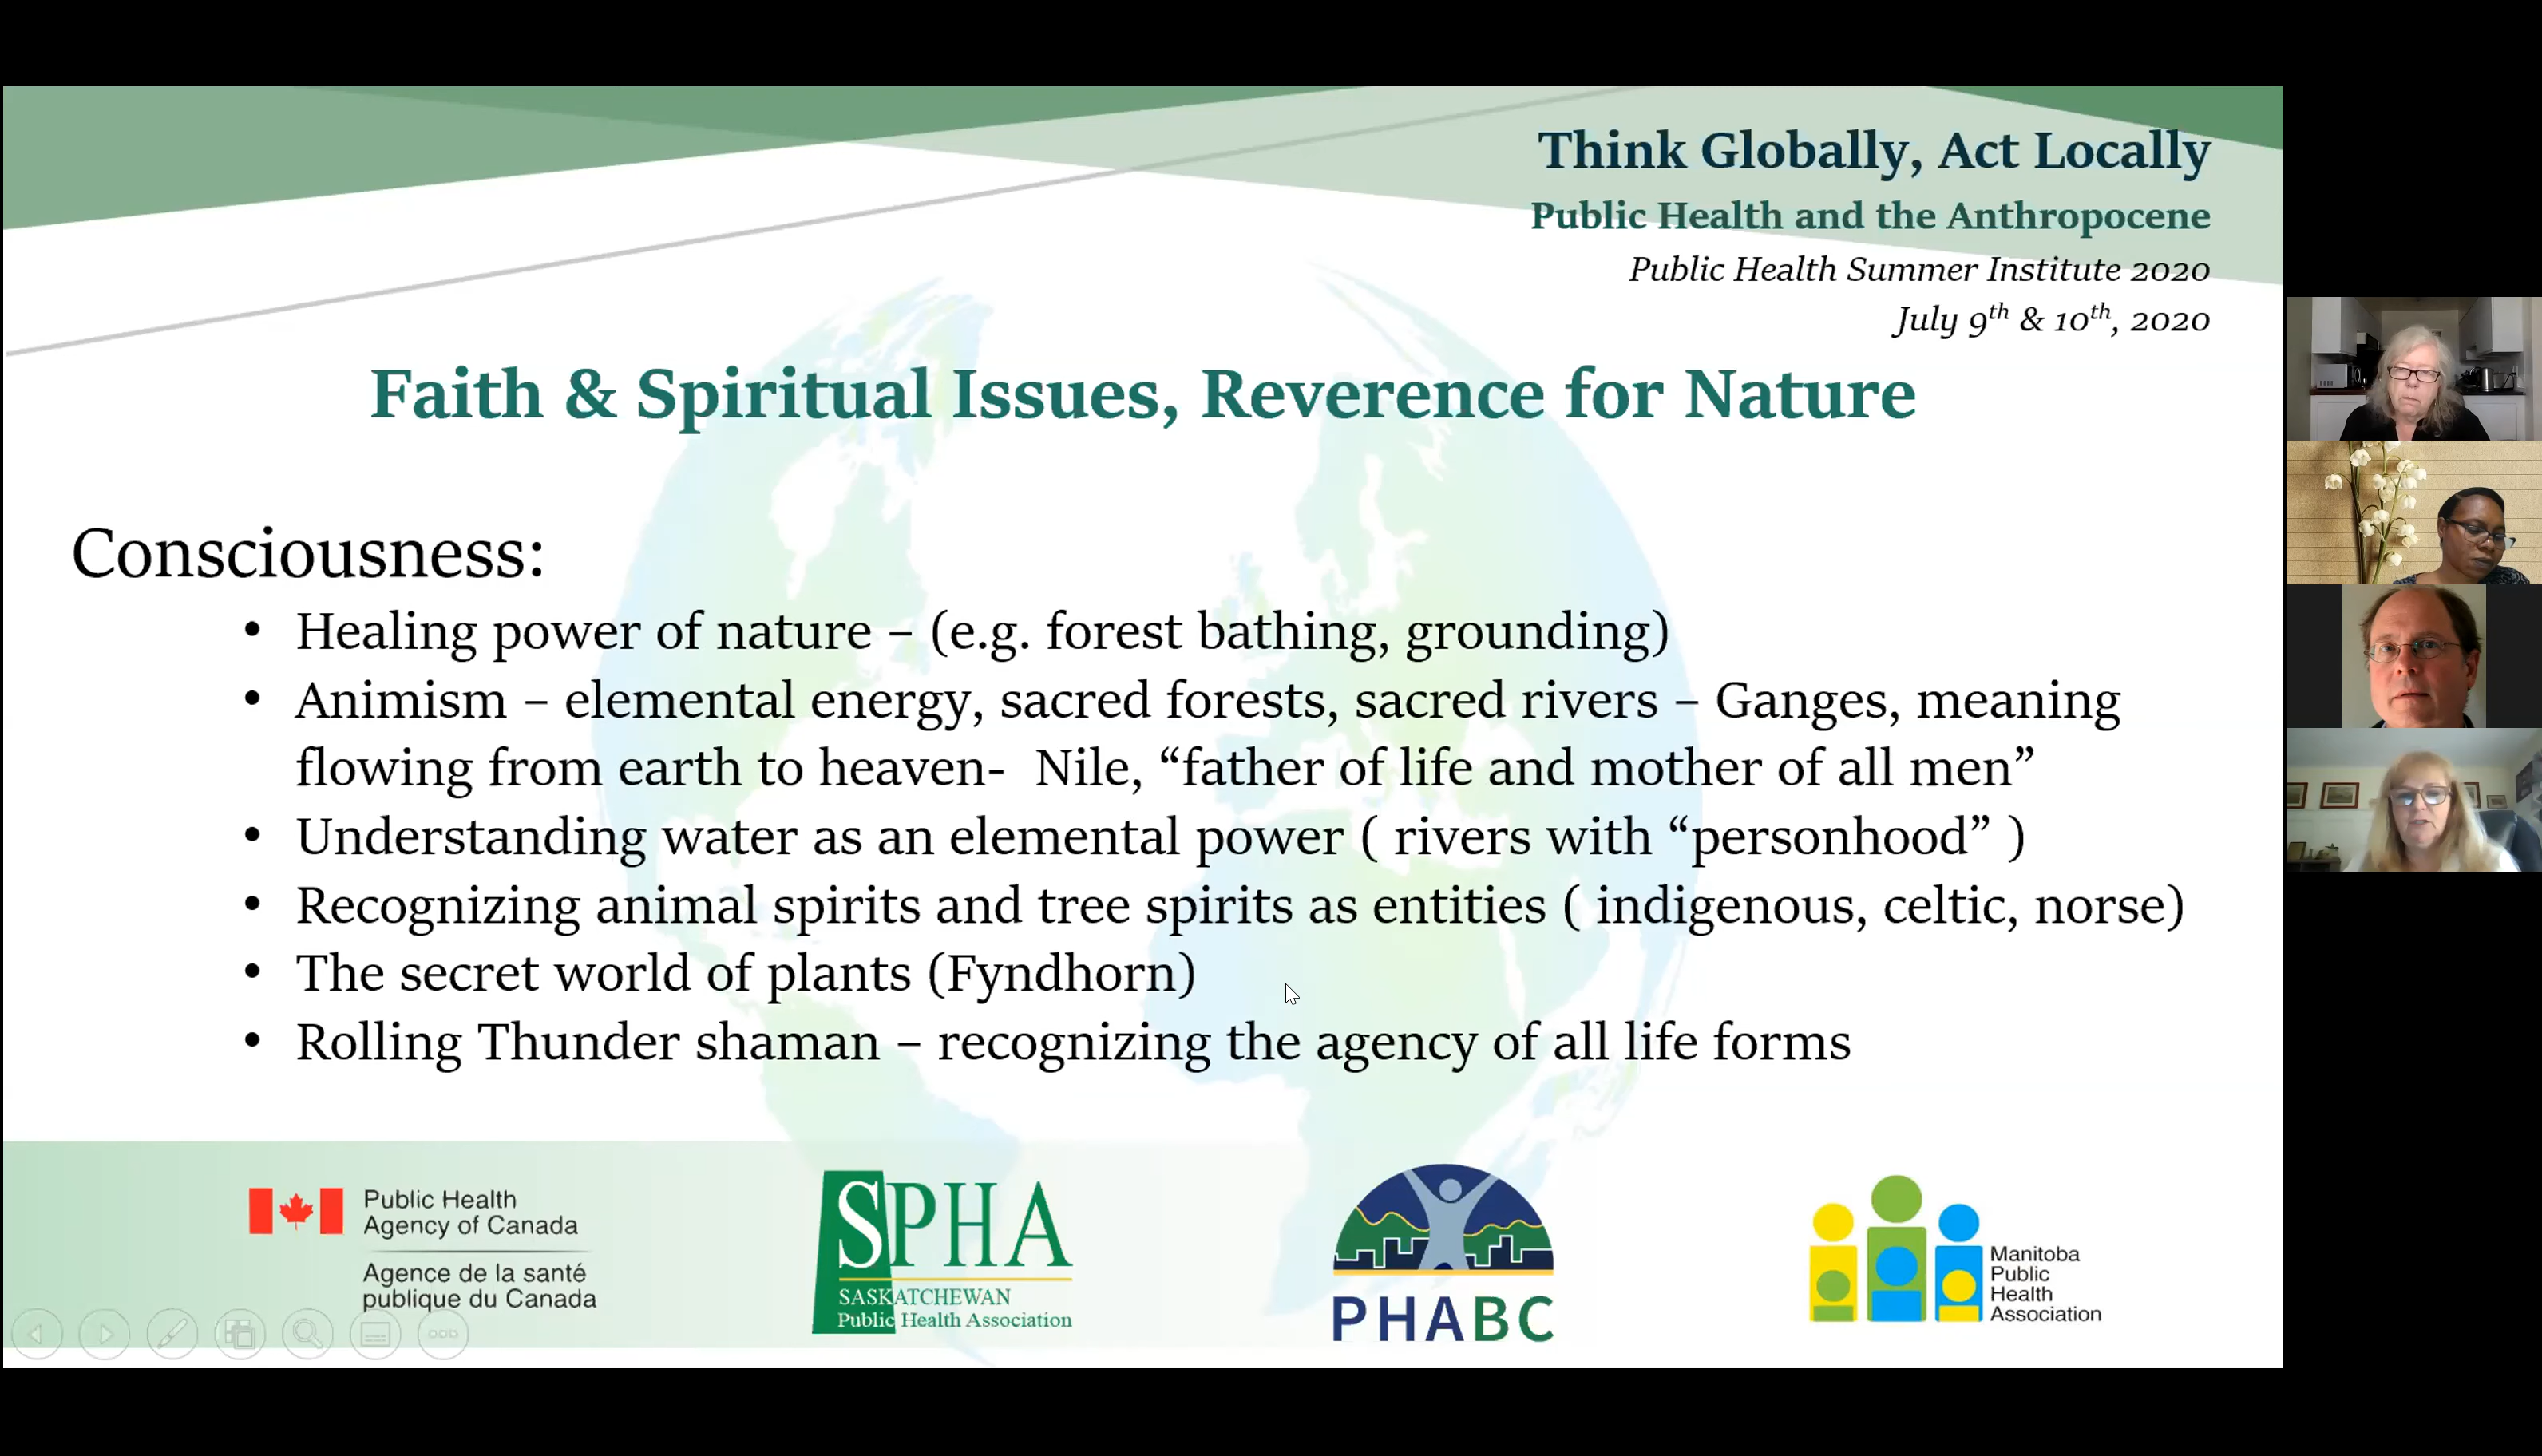 Think Globally, Act Locally
Public Health and the Anthropocene
Public Health Summer Institute 2020
July 9th & 10th, 2020
Faith & Spiritual Issues, Reverence for Nature
Consciousness:
• Healing power of nature – (e.g. forest bathing, grounding)
• Animism – elemental energy, sacred forests, sacred rivers – Ganges, meaning
flowing from earth to heaven-  Nile, “father of life and mother of all men”
• Understanding water as an elemental power ( rivers with “personhood” )
• Recognizing animal spirits and tree spirits as entities ( indigenous, celtic, norse)
• The secret world of plants (Fyndhorn)
• Rolling Thunder shaman – recognizing the agency of all life forms
Public Health
Agency of Canada
Agence de la santé
publique du Canada
SPHA
SASKATCHEWAN
Public Health Association
PHABC
Manitoba
Public
Health
Association